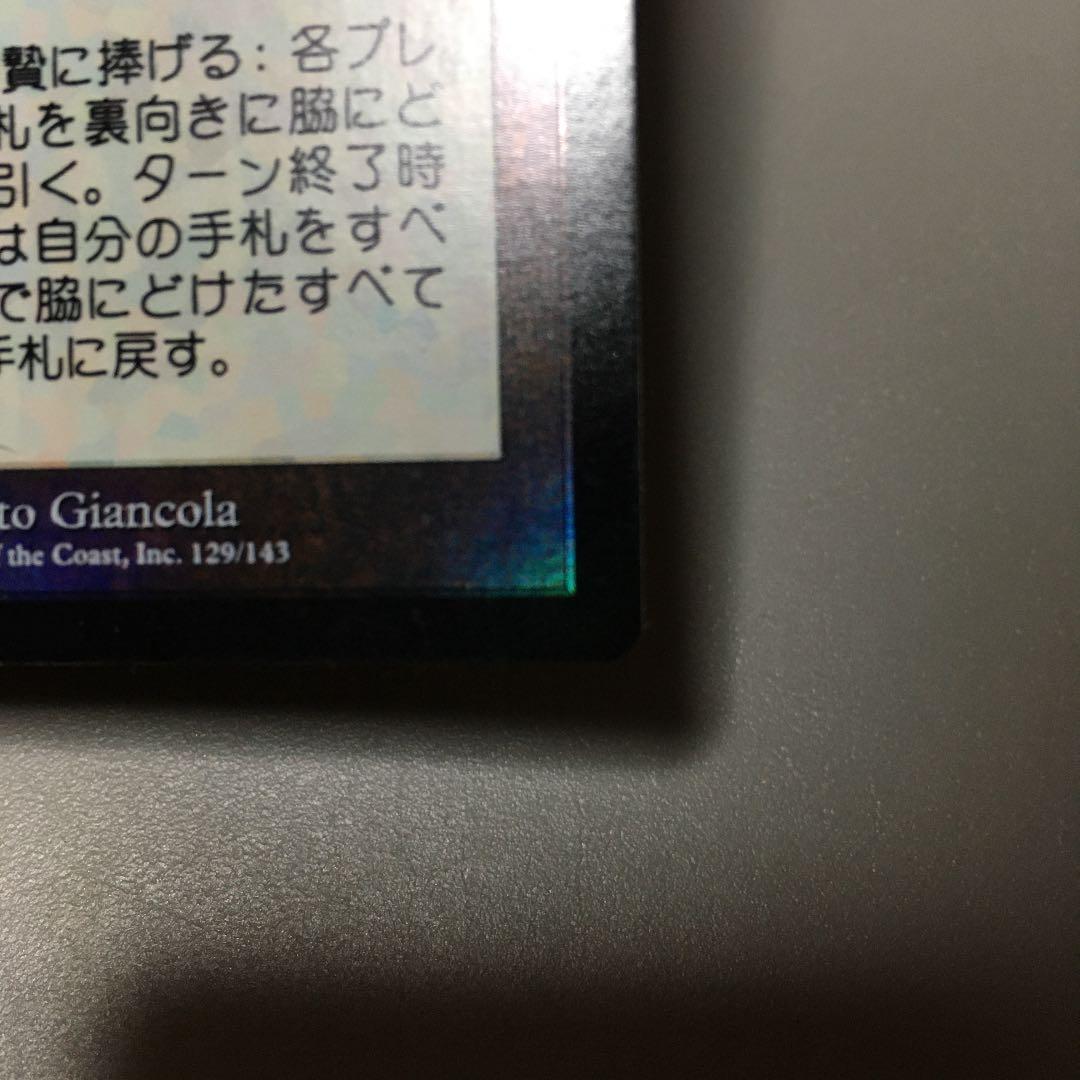 贄に捧げる: 各プレ
札を裏向きに脇にど
引く。ターン終了時
は自分の手札をすべ
で脇にどけたすべて
手札に戻す。
to Giancola
the Coast, Inc. 129/143